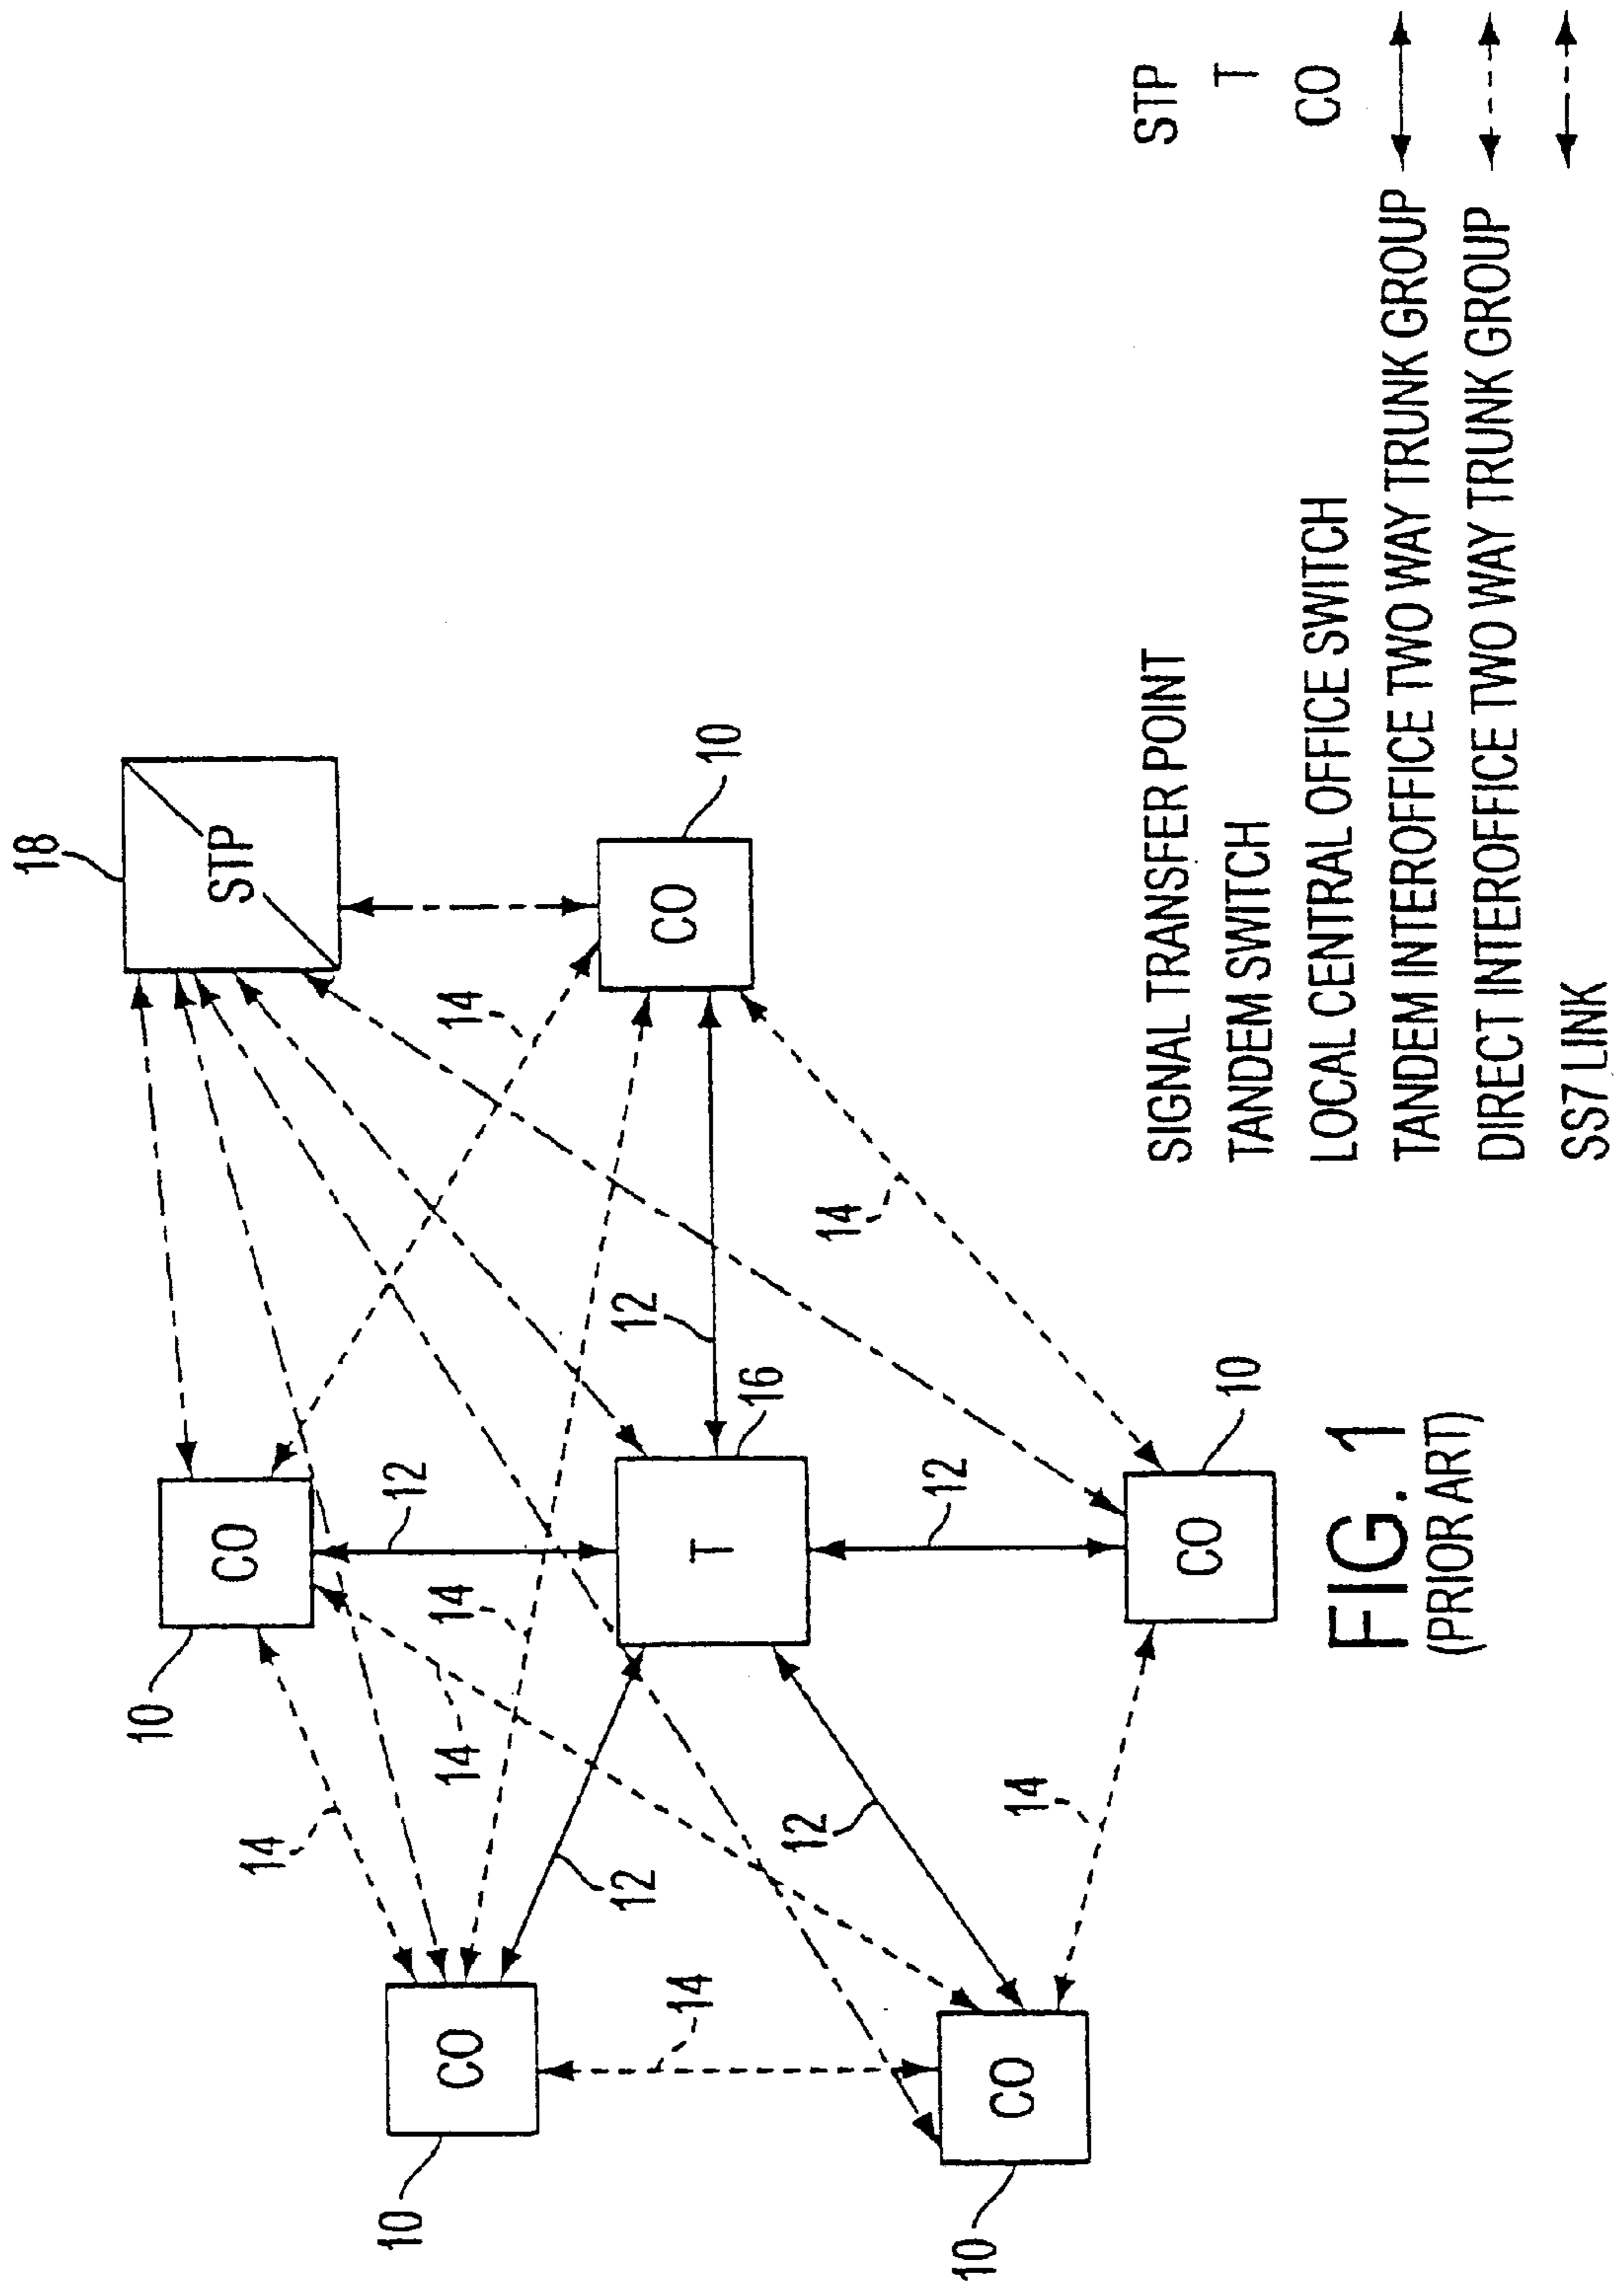 18
10
STP
CO
14
10
12
14
14
14
CO
12
12
CO
10
14
T
16
12
14
12
10
CO
14
CO
10
SIGNAL TRANSFER POINT STP
TANDEM SWITCH T
LOCAL CENTRAL OFFICE SWITCH CO
TANDEM INTEROFFICE TWO WAY TRUNK GROUP
DIRECT INTEROFFICE TWO WAY TRUNK GROUP
SS7 LINK
FIG. 1
(PRIOR ART)